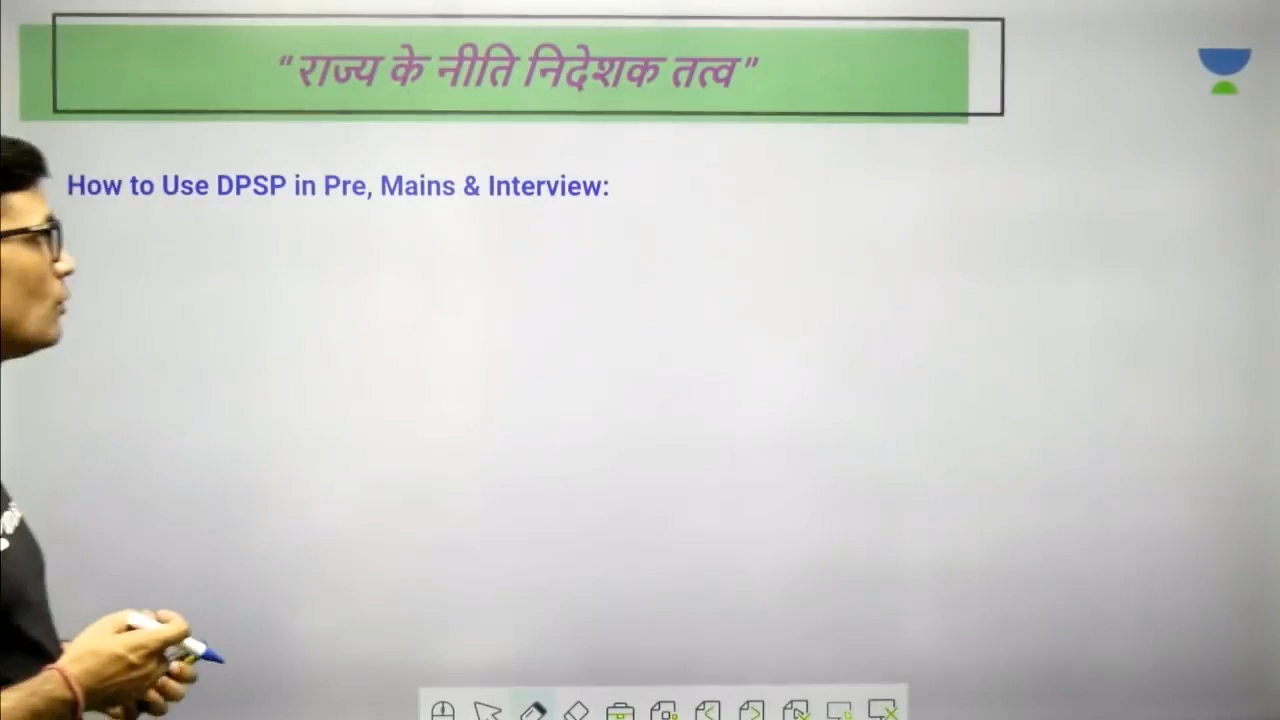 “राज्य के नीति निदेशक तत्व”
How to Use DPSP in Pre, Mains & Interview: